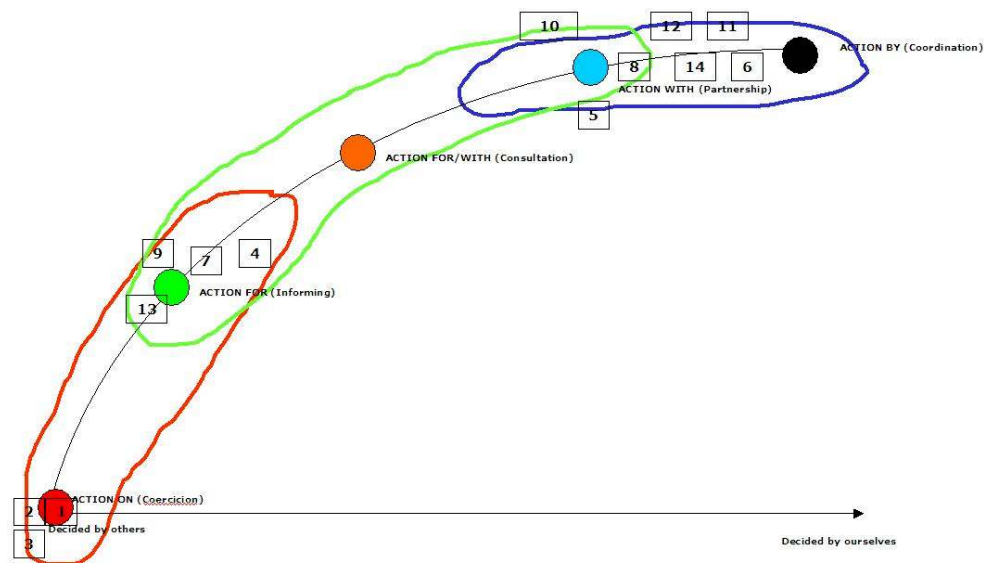 10
12
11
ACTION BY (Coordination)
8
14
6
ACTION WITH (Partnership)
5
ACTION FOR/WITH (Consultation)
9
7
4
ACTION FOR (Informing)
13
ACTION ON (Coercicion)
2
1
Decided by others
3
Decided by ourselves